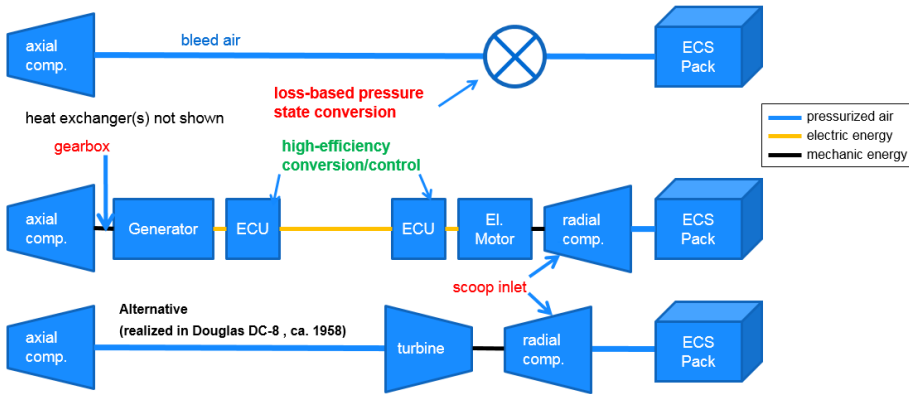 axial
comp.
bleed air
ECS
Pack
loss-based pressure
state conversion
pressurized air
electric energy
mechanic energy
heat exchanger(s) not shown
gearbox
high-efficiency
conversion/control
axial
comp.
Generator
ECU
ECU
El.
Motor
radial
comp.
ECS
Pack
scoop inlet
Alternative
(realized in Douglas DC-8 , ca. 1958)
axial
comp.
turbine
radial
comp.
ECS
Pack